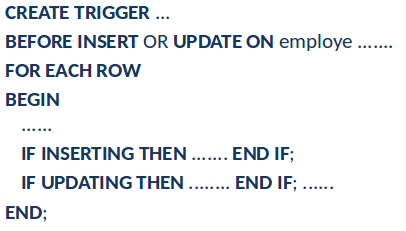 CREATE TRIGGER ...
BEFORE INSERT OR UPDATE ON employe .......
FOR EACH ROW
BEGIN
......
IF INSERTING THEN ....... END IF;
IF UPDATING THEN ........ END IF; ......
END;